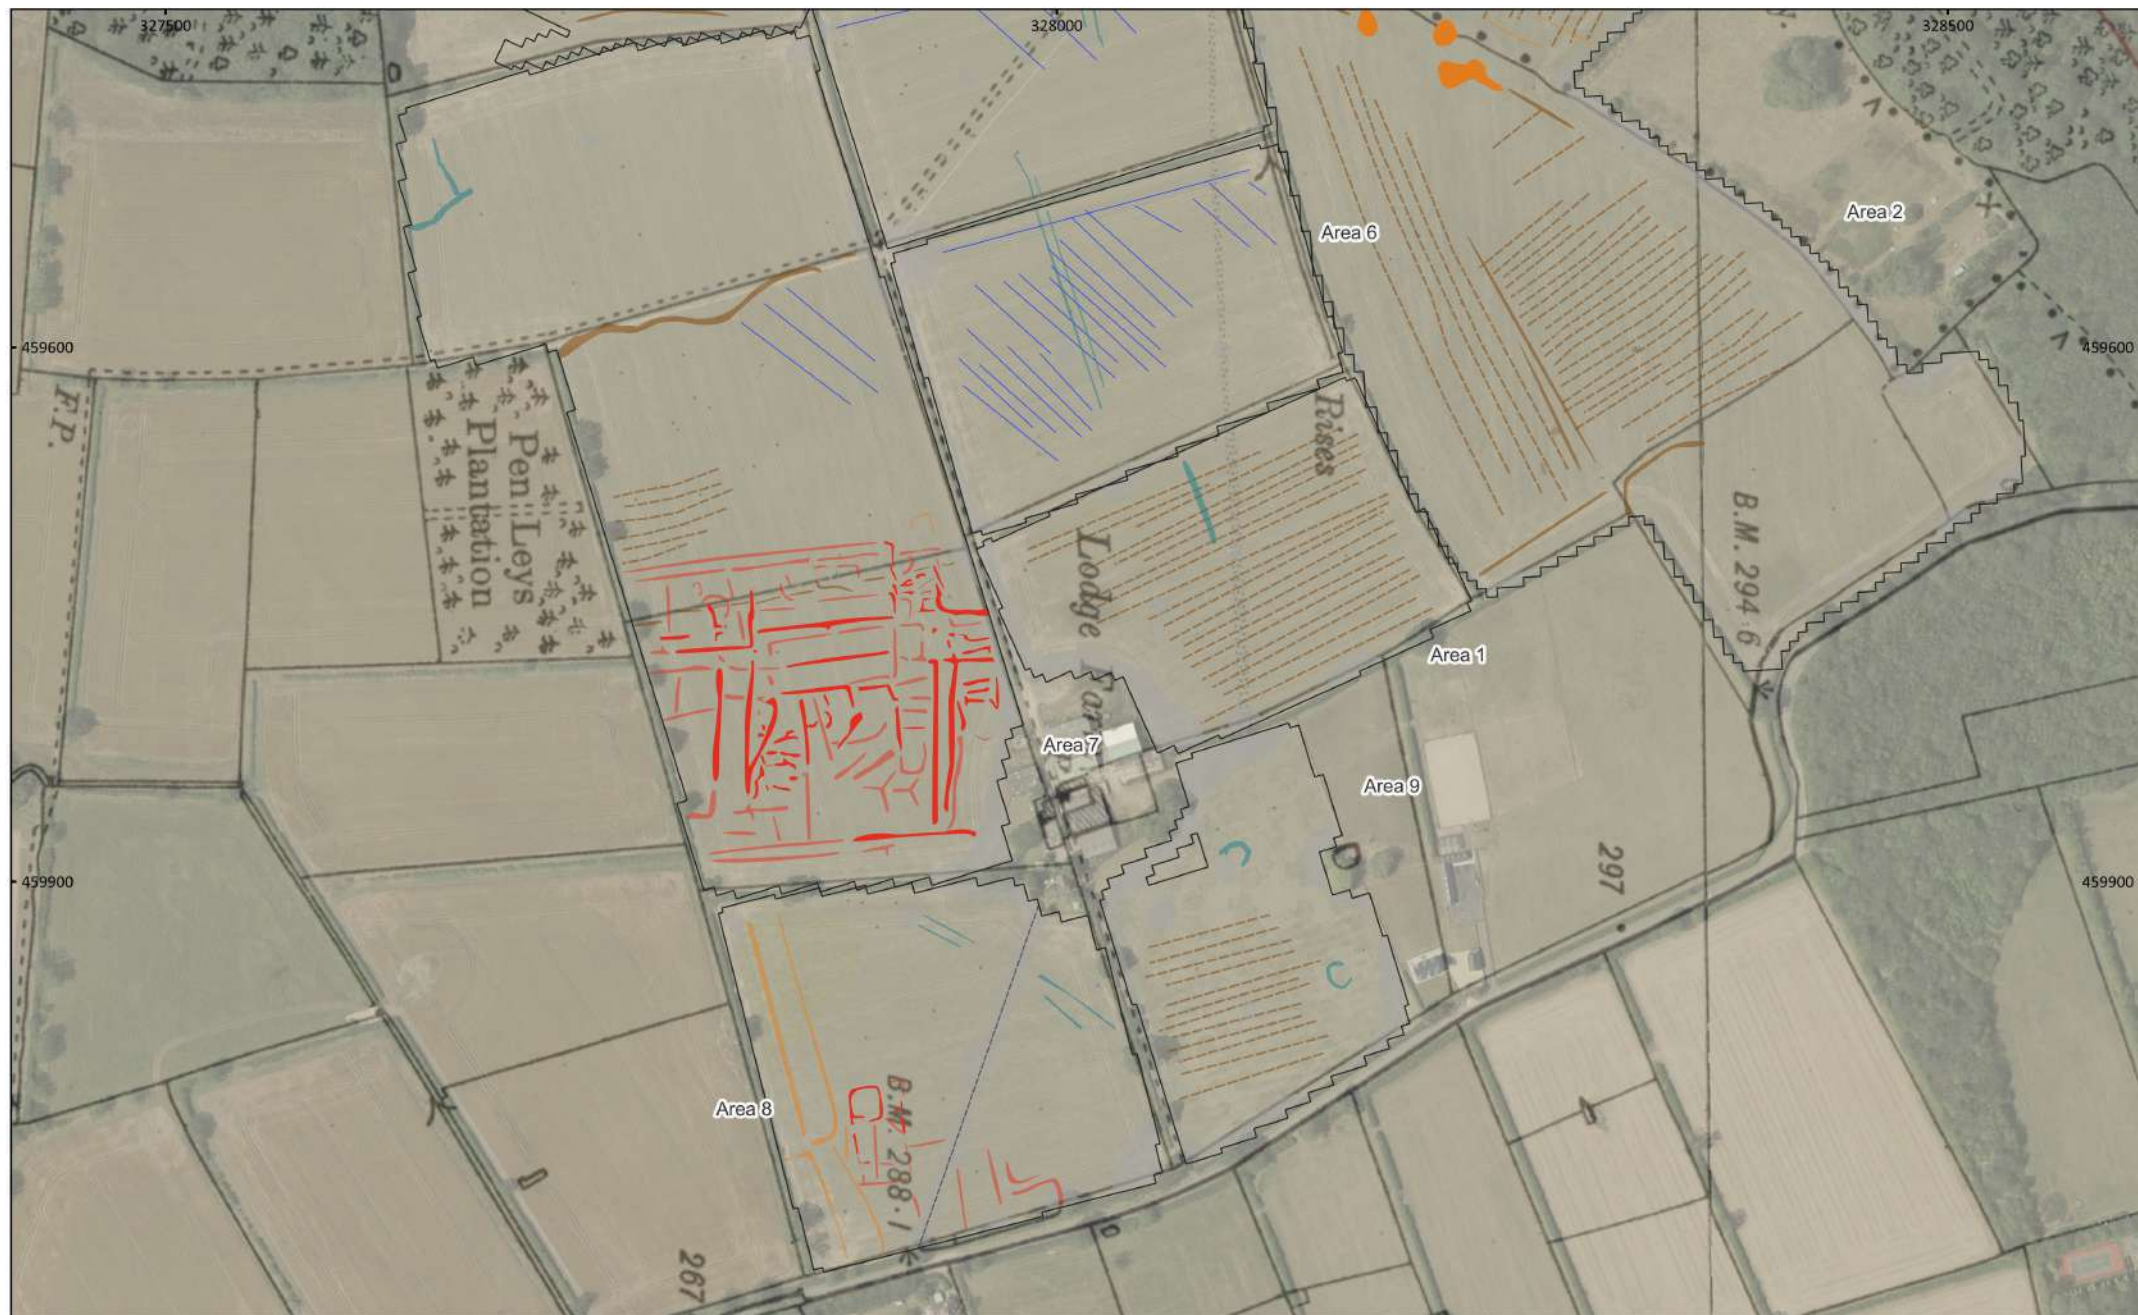 327500
328000
328500
Area 2
Area 6
459600
459600
F.P.
Pen Leys
Plantation
Rises
B.M. 294·6
Lodge Farm
Area 1
Area 7
Area 9
297
459900
459900
Area 8
B.M. 288·1
267